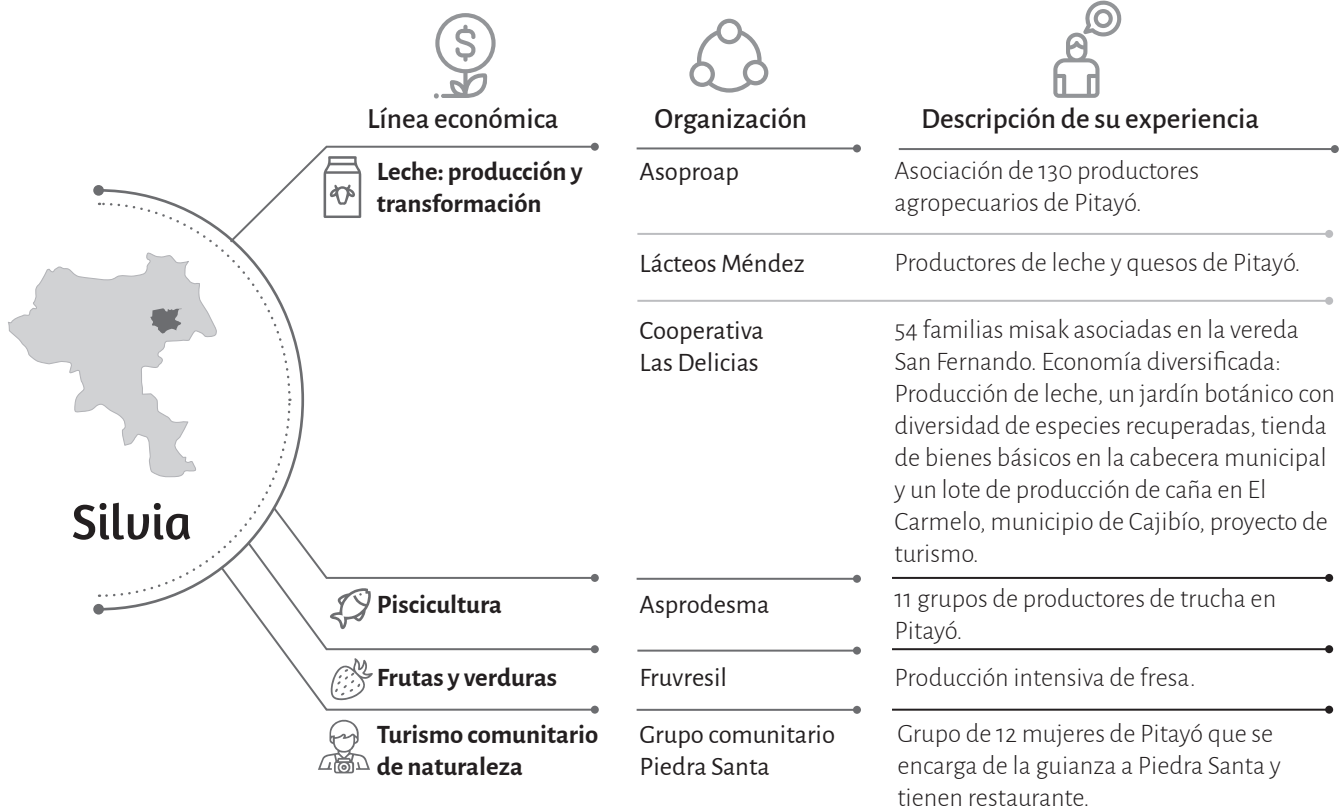 Línea económica
Organización
Descripción de su experiencia
Leche: producción y
transformación
Asoproap
Asociación de 130 productores
agropecuarios de Pitayó.
Lácteos Méndez
Productores de leche y quesos de Pitayó.
Cooperativa
Las Delicias
54 familias misak asociadas en la vereda
San Fernando. Economía diversificada:
Producción de leche, un jardín botánico con
diversidad de especies recuperadas, tienda
de bienes básicos en la cabecera municipal
y un lote de producción de caña en El
Carmelo, municipio de Cajibío, proyecto de
turismo.
Silvia
Piscicultura
Asprodesma
11 grupos de productores de trucha en
Pitayó.
Frutas y verduras
Fruvresil
Producción intensiva de fresa.
Turismo comunitario
de naturaleza
Grupo comunitario
Piedra Santa
Grupo de 12 mujeres de Pitayó que se
encarga de la guianza a Piedra Santa y
tienen restaurante.